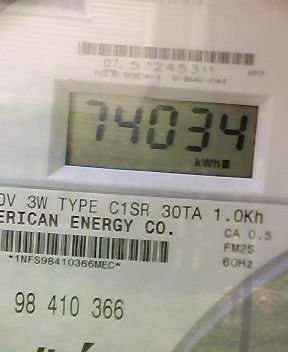 07. 57245311
74034
kWh
0V 3W TYPE C1SR 30TA 1.0Kh
ERICAN ENERGY CO.
CA 0.5
FM2S
60Hz
*1NFS98410366MEC*
98 410 366